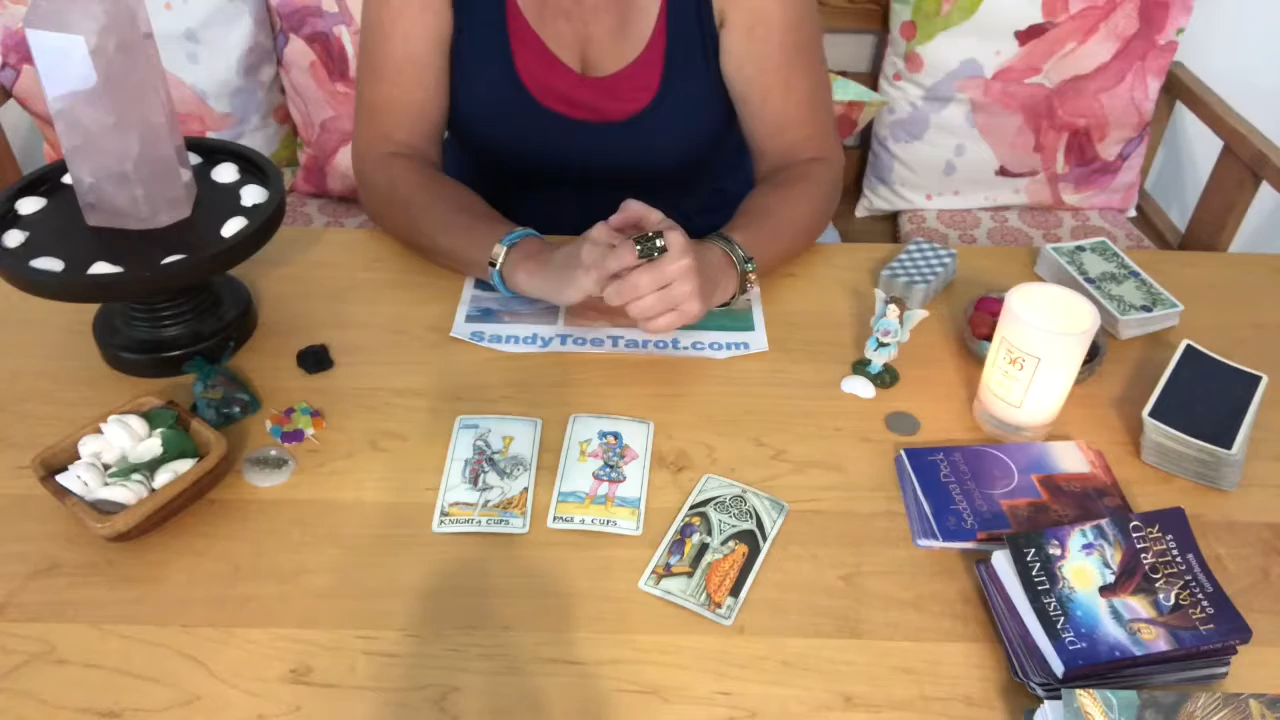 SandyToeTarot.com
56
KNIGHT of CUPS.
PAGE of CUPS.
The
Sedona Deck
Oracle Cards
DENISE LINN
SACRED
TRAVELER
ORACLE CARDS
Guidebook